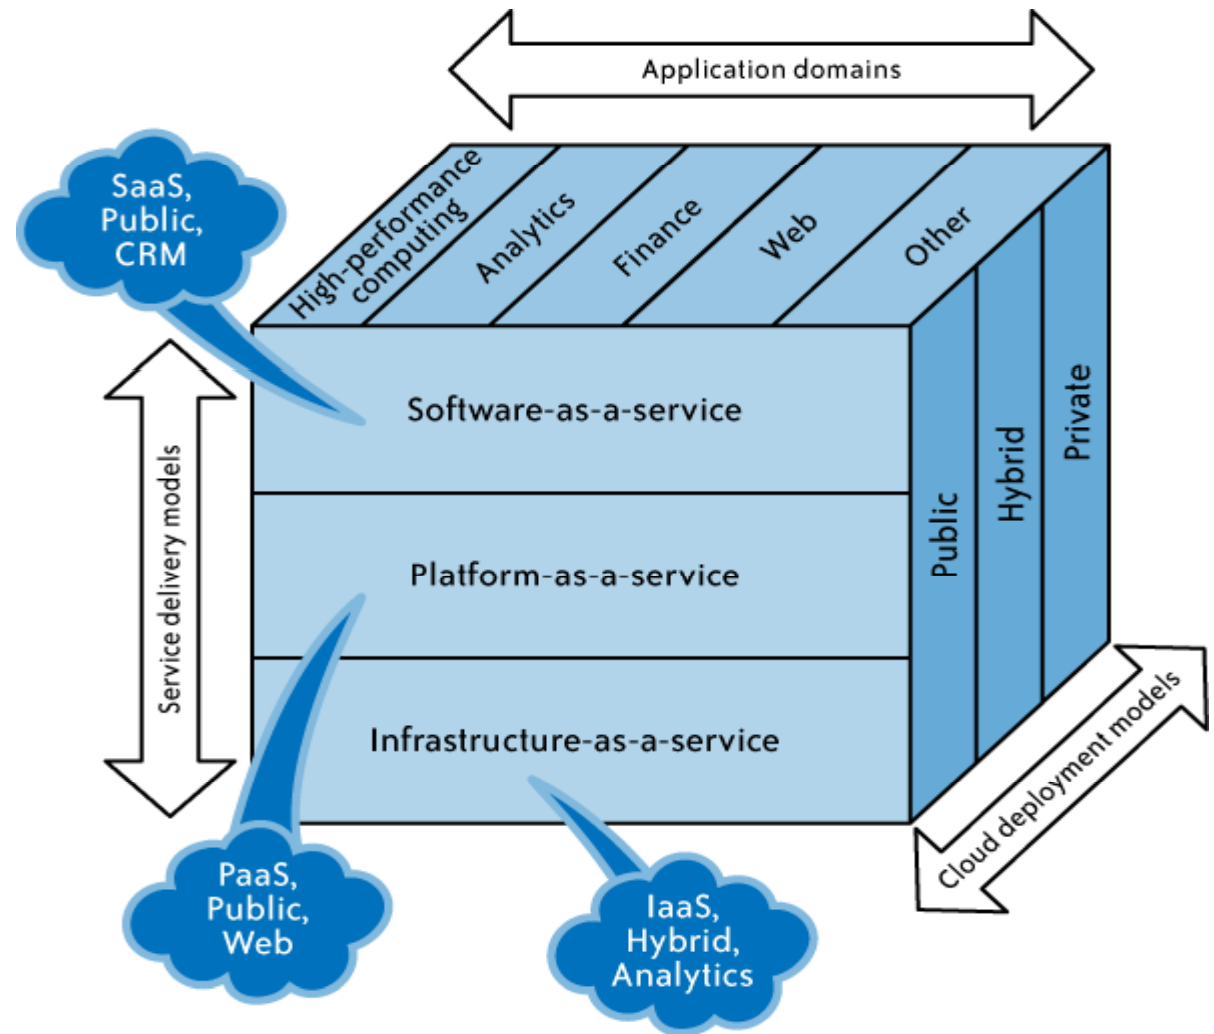 Application domains
SaaS,
Public,
CRM
High-performance
computing
Analytics
Finance
Web
Other
Service delivery models
Software-as-a-service
Platform-as-a-service
Infrastructure-as-a-service
Public
Hybrid
Private
Cloud deployment models
PaaS,
Public,
Web
IaaS,
Hybrid,
Analytics